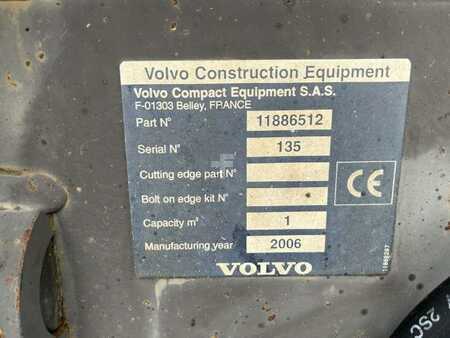 Volvo Construction Equipment
Volvo Compact Equipment S.A.S.
F-01303 Belley, FRANCE
Part N° 11886512
Serial N° 135
Cutting edge part N°
Bolt on edge kit N°
CE
Capacity m³ 1
Manufacturing year 2006
VOLVO
2SC